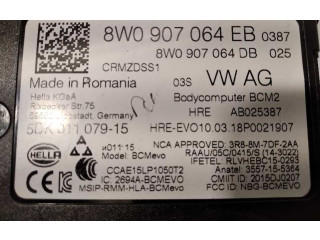 8W0 907 064 EB 0387
8W0 907 064 DB 025
CRMZDSS1
Made in Romania 03S VW AG
Hella KGaA Bodycomputer BCM2
Rixbecker Str.75 HRE AB025387
59552 Lippstadt, Germany
5DK 011 079-15 HRE-EVO10.03.18P0021907
HELLA
и011:15 NCA APPROVED: 3R8-8M-7DF-2AA
Model: BCMevo RAAU/05C/0415/S (14-3022)
CCAE15LP1050T2 IFETEL: RLVHEBC15-0293
IC: 2694A-BCMevo Anatel: 3557-15-5364
MSIP-RMM-HLA-BCMevo CMIIT ID: 2015DJ0207
FCC ID: NBG-BCMEVO